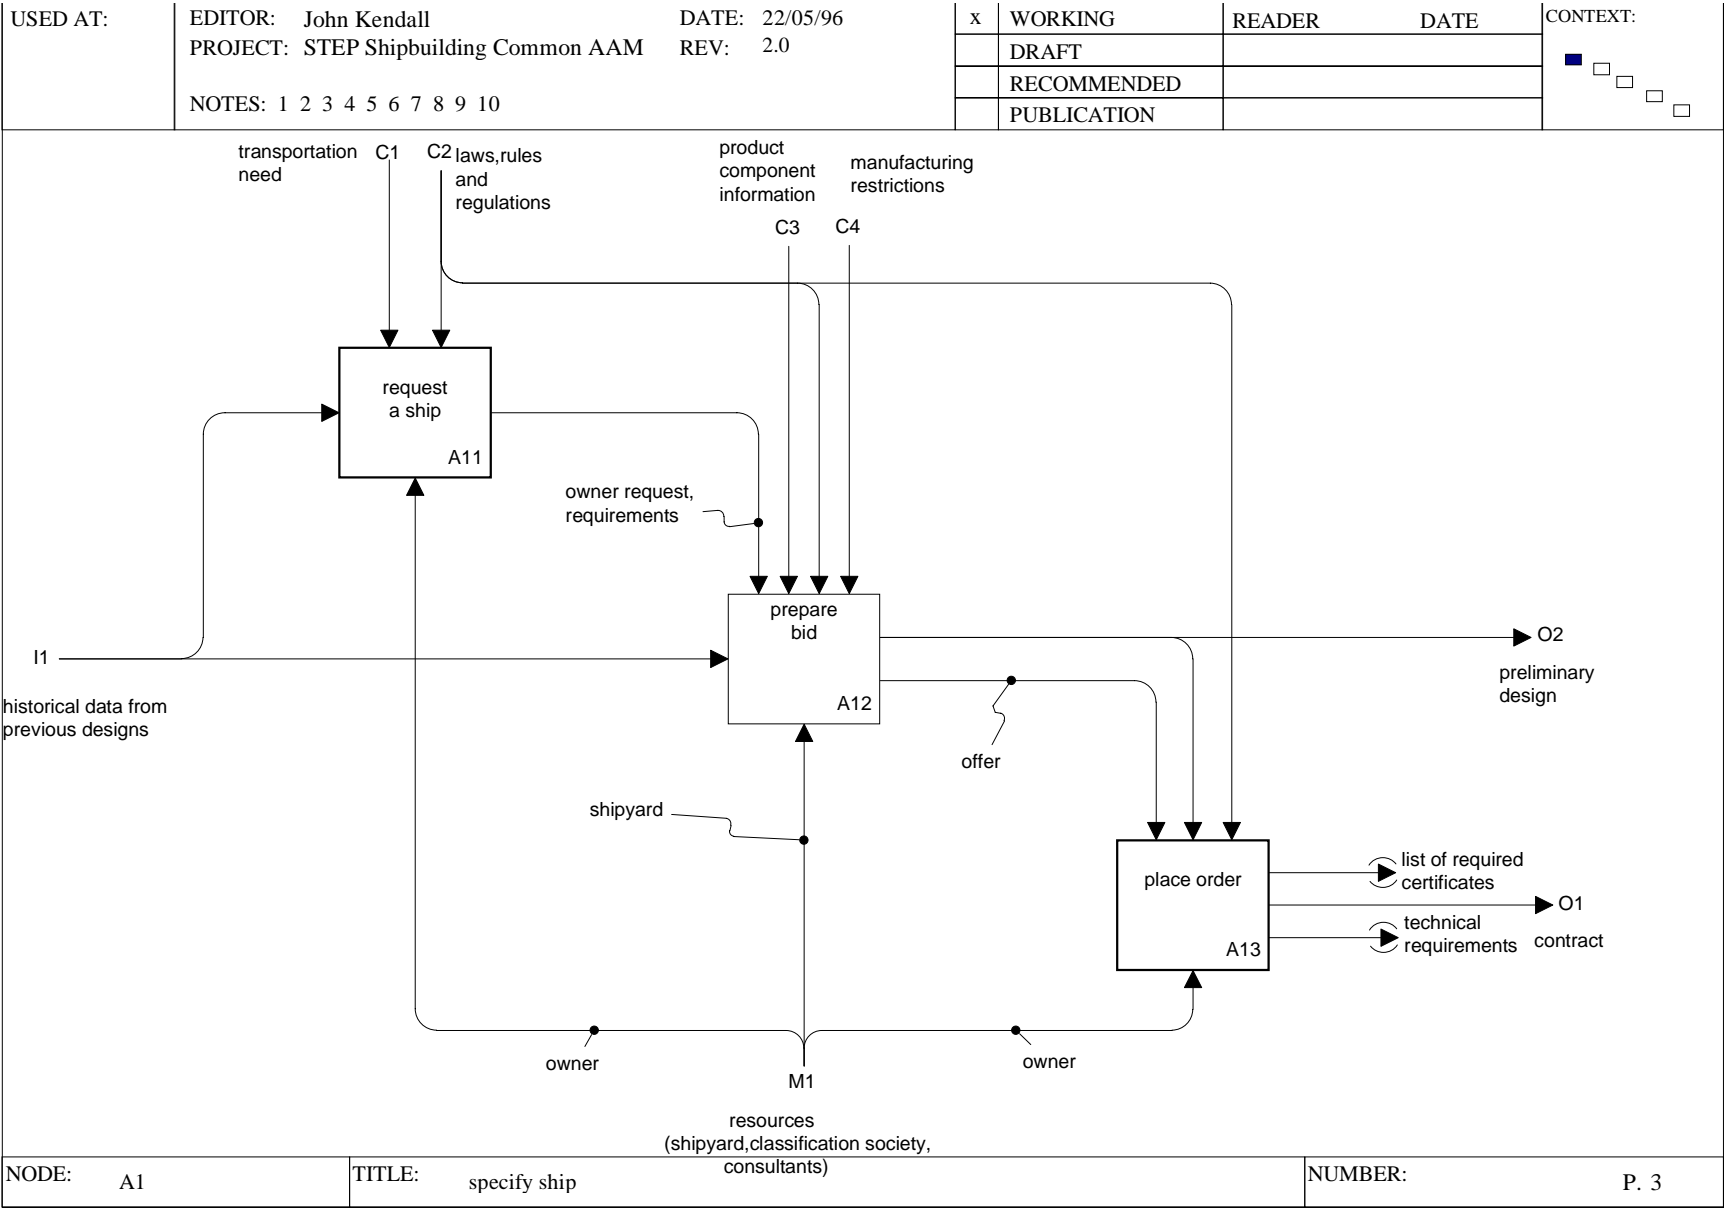 USED AT:
EDITOR: John Kendall
DATE: 22/05/96
PROJECT: STEP Shipbuilding Common AAM
REV: 2.0
NOTES: 1 2 3 4 5 6 7 8 9 10
x WORKING
DRAFT
RECOMMENDED
PUBLICATION
READER DATE
CONTEXT:
transportation
need
C1
C2
laws,rules
and
regulations
product
component
information
C3
manufacturing
restrictions
C4
request
a ship
A11
owner request,
requirements
prepare
bid
A12
I1
historical data from
previous designs
O2
preliminary
design
offer
shipyard
place order
A13
list of required
certificates
O1
contract
technical
requirements
owner
owner
M1
resources
(shipyard,classification society,
consultants)
NODE: A1
TITLE: specify ship
NUMBER: P. 3